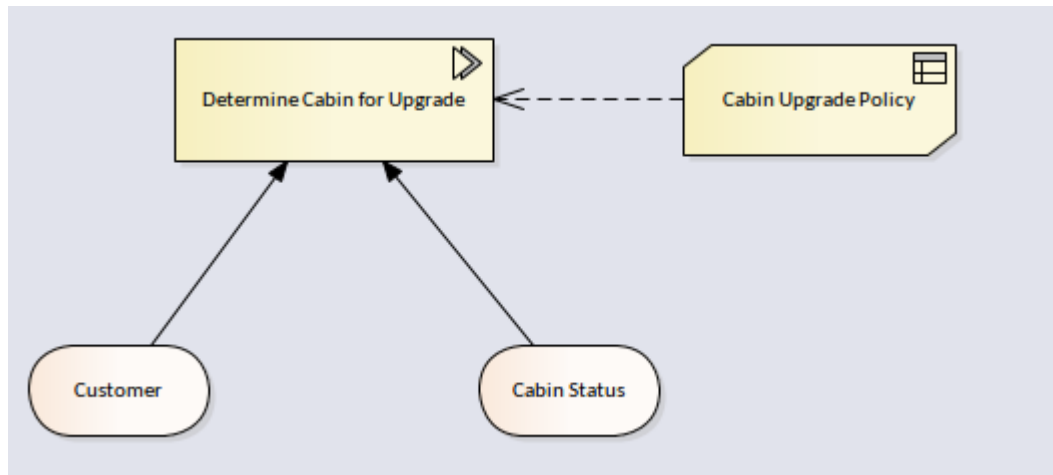 Determine Cabin for Upgrade
Cabin Upgrade Policy
Customer
Cabin Status